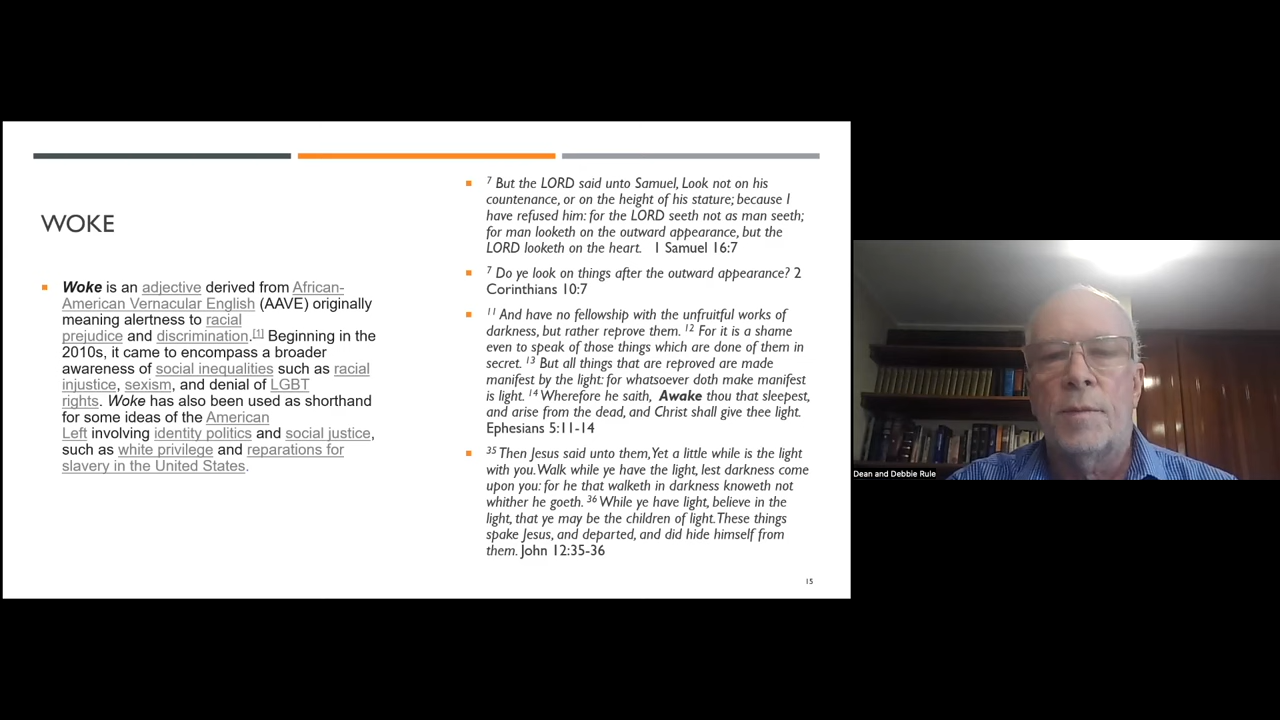 WOKE
Woke is an adjective derived from African-
American Vernacular English (AAVE) originally
meaning alertness to racial
prejudice and discrimination.[1] Beginning in the
2010s, it came to encompass a broader
awareness of social inequalities such as racial
injustice, sexism, and denial of LGBT
rights. Woke has also been used as shorthand
for some ideas of the American
Left involving identity politics and social justice,
such as white privilege and reparations for
slavery in the United States.
7 But the LORD said unto Samuel, Look not on his
countenance, or on the height of his stature; because I
have refused him: for the LORD seeth not as man seeth;
for man looketh on the outward appearance, but the
LORD looketh on the heart. 1 Samuel 16:7
7 Do ye look on things after the outward appearance? 2
Corinthians 10:7
11 And have no fellowship with the unfruitful works of
darkness, but rather reprove them. 12 For it is a shame
even to speak of those things which are done of them in
secret. 13 But all things that are reproved are made
manifest by the light: for whatsoever doth make manifest
is light. 14 Wherefore he saith, Awake thou that sleepest,
and arise from the dead, and Christ shall give thee light.
Ephesians 5:11-14
35 Then Jesus said unto them, Yet a little while is the light
with you. Walk while ye have the light, lest darkness come
upon you: for he that walketh in darkness knoweth not
whither he goeth. 36 While ye have light, believe in the
light, that ye may be the children of light. These things
spake Jesus, and departed, and did hide himself from
them. John 12:35-36
15
Dean and Debbie Rule